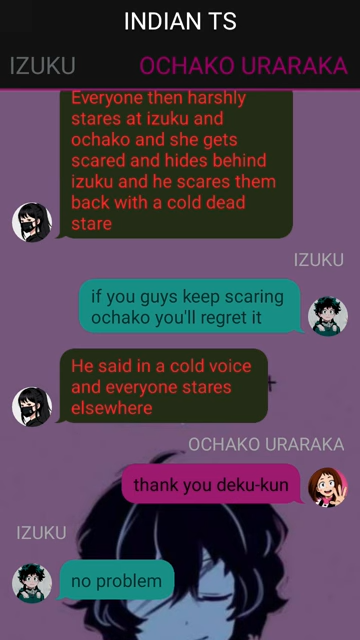 INDIAN TS
IZUKU OCHAKO URARAKA
Everyone then harshly
stares at izuku and
ochako and she gets
scared and hides behind
izuku and he scares them
back with a cold dead
stare
IZUKU
if you guys keep scaring
ochako you'll regret it
He said in a cold voice
and everyone stares
elsewhere
OCHAKO URARAKA
thank you deku-kun
IZUKU
no problem